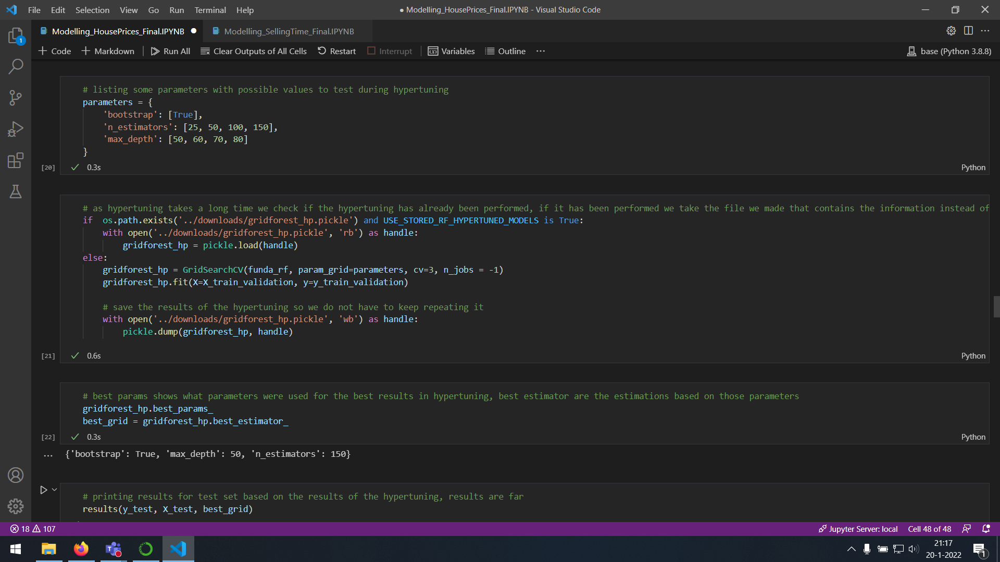 File Edit Selection View Go Run Terminal Help
● Modelling_HousePrices_Final.IPYNB - Visual Studio Code
Modelling_HousePrices_Final.IPYNB ●
Modelling_SellingTime_Final.IPYNB
1
+ Code + Markdown | Run All Clear Outputs of All Cells Restart Interrupt | Variables Outline ...
base (Python 3.8.8)
# listing some parameters with possible values to test during hypertuning
parameters = {
    'bootstrap': [True],
    'n_estimators': [25, 50, 100, 150],
    'max_depth': [50, 60, 70, 80]
}
[20] ✓ 0.3s Python
# as hypertuning takes a long time we check if the hypertuning has already been performed, if it has been performed we take the file we made that contains the information instead of
if  os.path.exists('../downloads/gridforest_hp.pickle') and USE_STORED_RF_HYPERTUNED_MODELS is True:
    with open('../downloads/gridforest_hp.pickle', 'rb') as handle:
        gridforest_hp = pickle.load(handle)
else:
    gridforest_hp = GridSearchCV(funda_rf, param_grid=parameters, cv=3, n_jobs = -1)
    gridforest_hp.fit(X=X_train_validation, y=y_train_validation)
    # save the results of the hypertuning so we do not have to keep repeating it
    with open('../downloads/gridforest_hp.pickle', 'wb') as handle:
        pickle.dump(gridforest_hp, handle)
[21] ✓ 0.6s Python
# best params shows what parameters were used for the best results in hypertuning, best estimator are the estimations based on those parameters
gridforest_hp.best_params_
best_grid = gridforest_hp.best_estimator_
[22] ✓ 0.3s Python
... {'bootstrap': True, 'max_depth': 50, 'n_estimators': 150}
# printing results for test set based on the results of the hypertuning, results are far
results(y_test, X_test, best_grid)
18 107
Jupyter Server: local Cell 48 of 48
21:17
20-1-2022
1